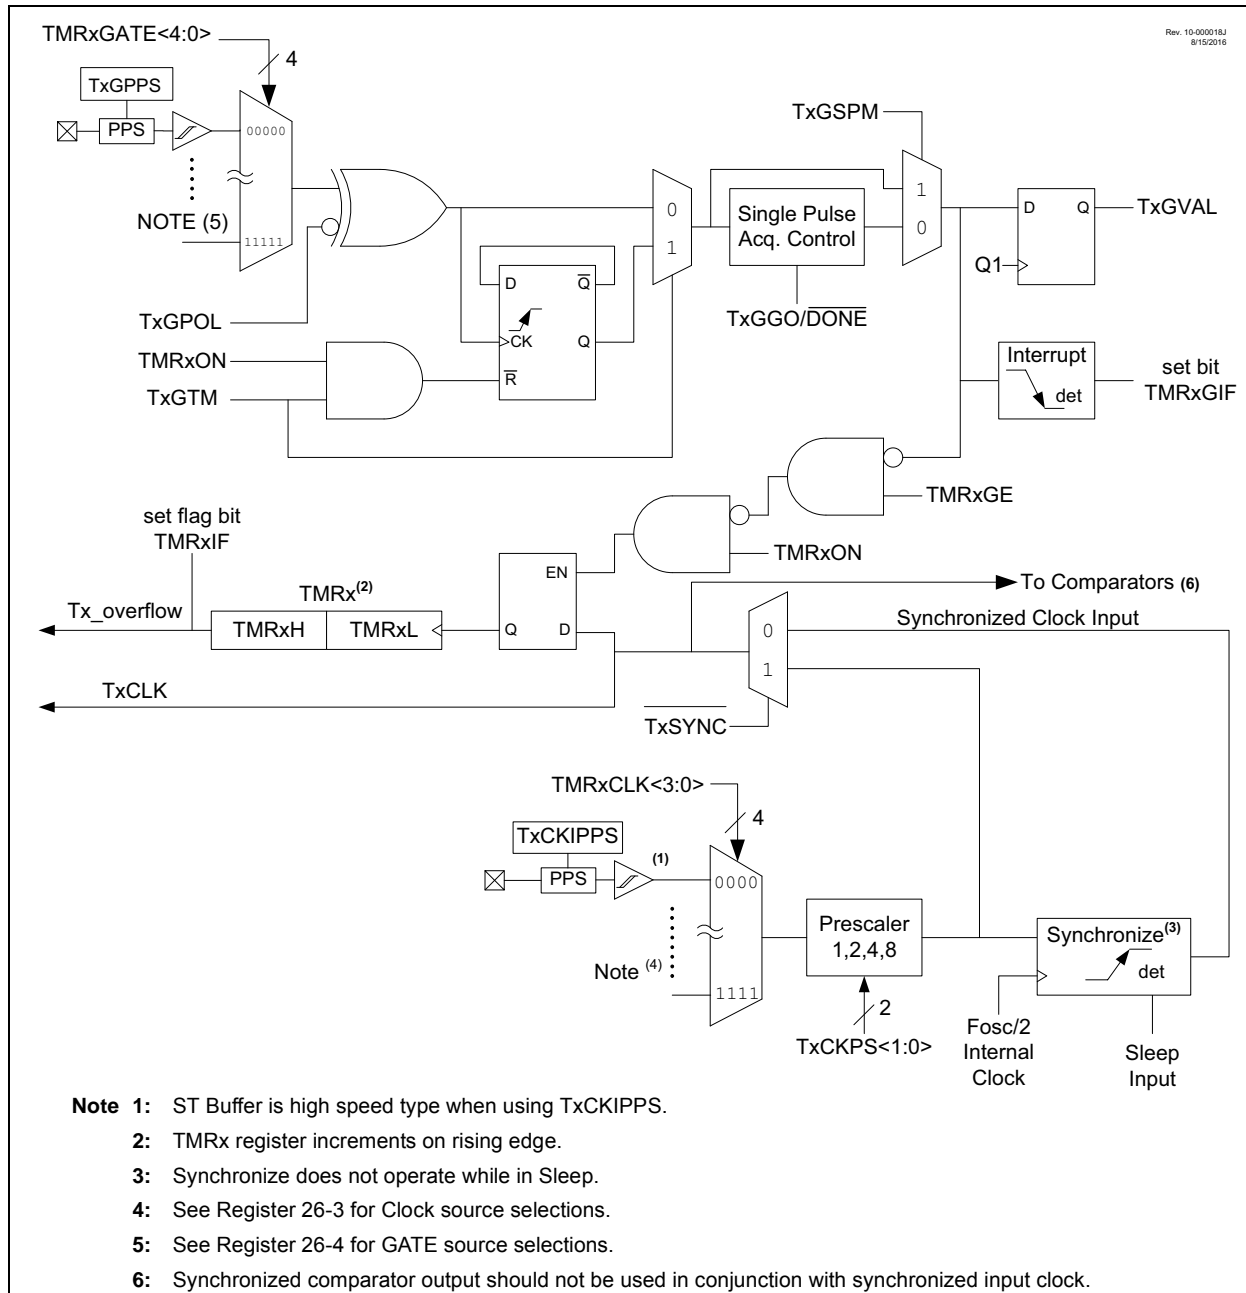 Rev. 10-000018J
8/15/2016
TMRxGATE<4:0>
4
TxGPPS
PPS
00000
NOTE (5)
11111
TxGPOL
TMRxON
TxGTM
D
Q
CK
Q
R
0
1
Single Pulse
Acq. Control
TxGGO/DONE
TxGSPM
1
0
D
Q
Q1
TxGVAL
Interrupt
det
set bit
TMRxGIF
TMRxGE
TMRxON
set flag bit
TMRxIF
Tx_overflow
TMRx(2)
TMRxH
TMRxL
EN
Q
D
To Comparators (6)
Synchronized Clock Input
0
1
TxCLK
TxSYNC
TMRxCLK<3:0>
4
TxCKIPPS
PPS
(1)
0000
Note (4)
1111
Prescaler
1,2,4,8
2
TxCKPS<1:0>
Synchronize(3)
det
Fosc/2
Internal
Clock
Sleep
Input
Note 1: ST Buffer is high speed type when using TxCKIPPS.
2: TMRx register increments on rising edge.
3: Synchronize does not operate while in Sleep.
4: See Register 26-3 for Clock source selections.
5: See Register 26-4 for GATE source selections.
6: Synchronized comparator output should not be used in conjunction with synchronized input clock.